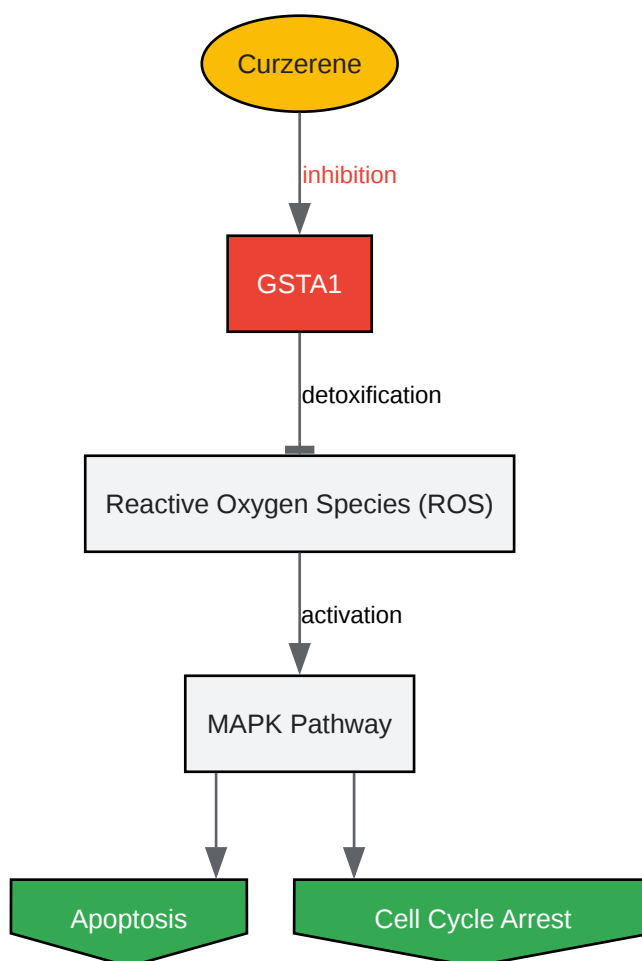 Curzerene
inhibition
GSTA1
detoxification
Reactive Oxygen Species (ROS)
activation
MAPK Pathway
Apoptosis
Cell Cycle Arrest